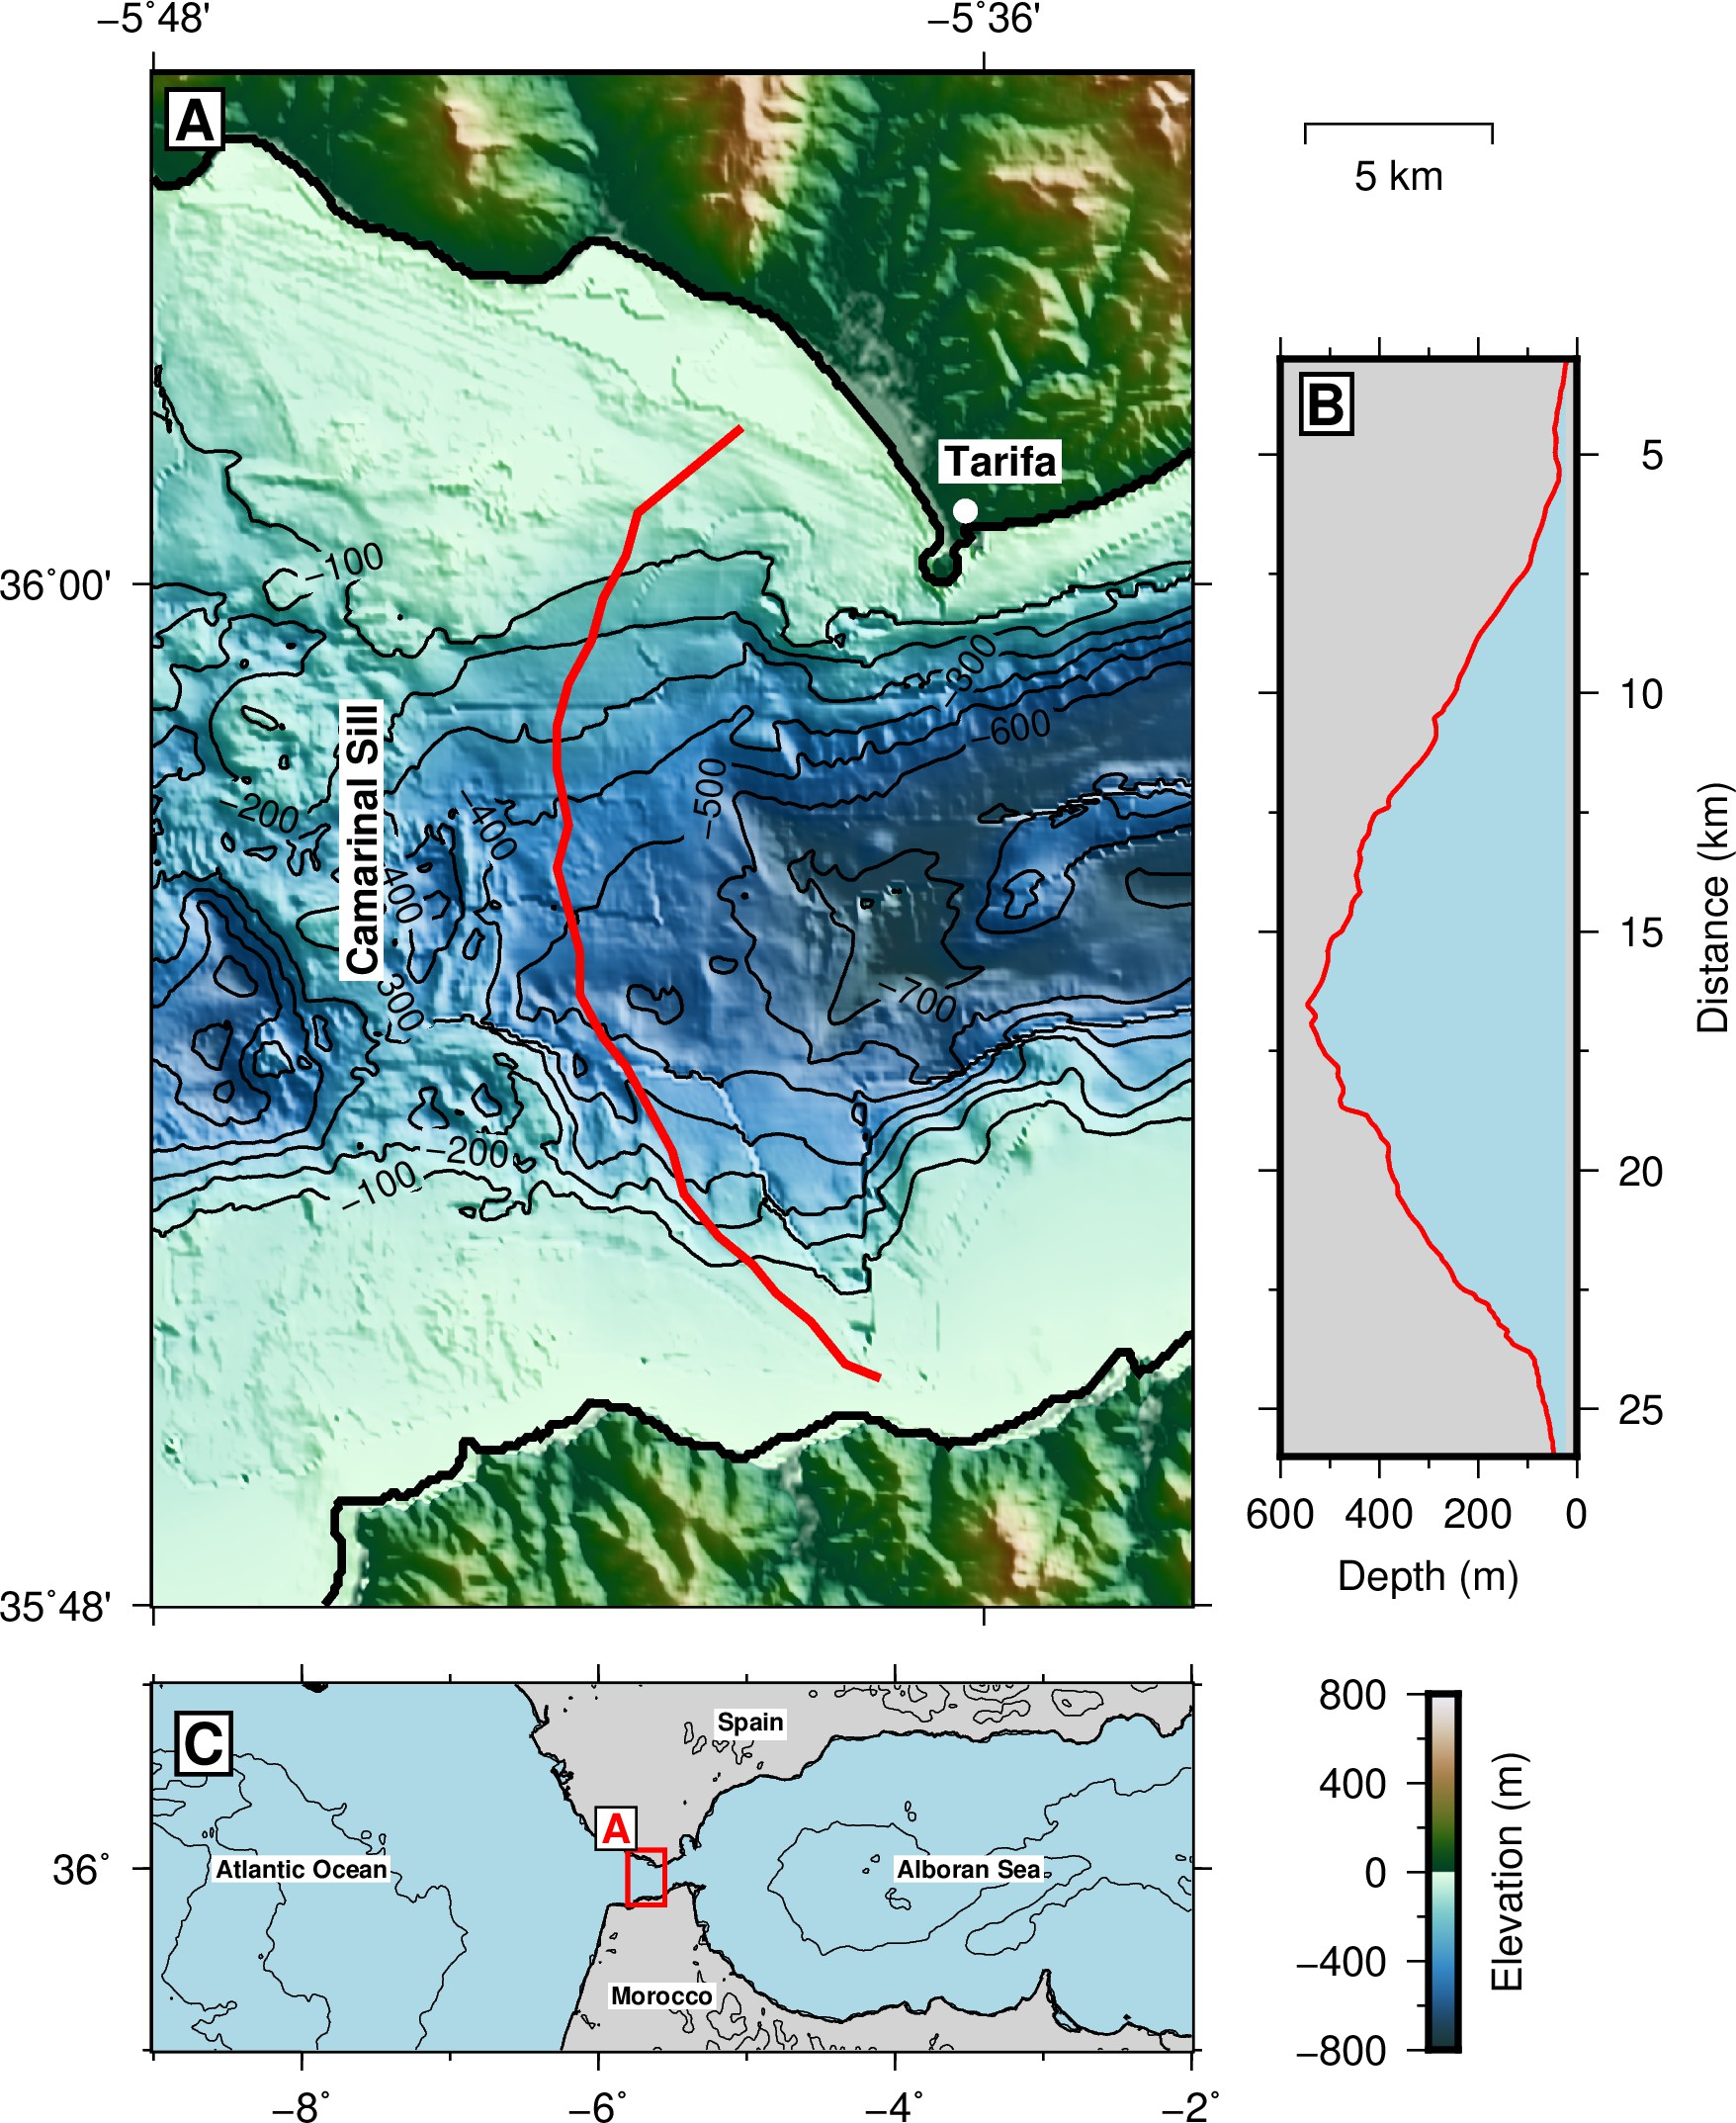 −5˚48'
−5˚36'
A
5 km
Tarifa
B
5
−100
36˚00'
−300
−600
10
Camarinal Sill
−500
−200
−400
400
Distance (km)
15
−700
300
−200
−100
20
25
600
400
200
0
Depth (m)
35˚48'
C
Spain
800
A
400
36˚
Atlantic Ocean
Alboran Sea
0
Elevation (m)
Morocco
−400
−800
−8˚
−6˚
−4˚
−2˚